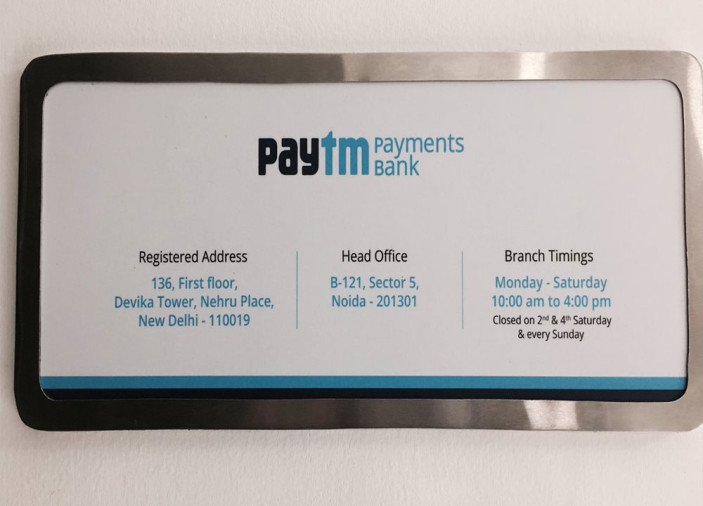 paytm Payments
Bank
Registered Address
136, First floor,
Devika Tower, Nehru Place,
New Delhi - 110019
Head Office
B-121, Sector 5,
Noida - 201301
Branch Timings
Monday - Saturday
10:00 am to 4:00 pm
Closed on 2nd & 4th Saturday
& every Sunday